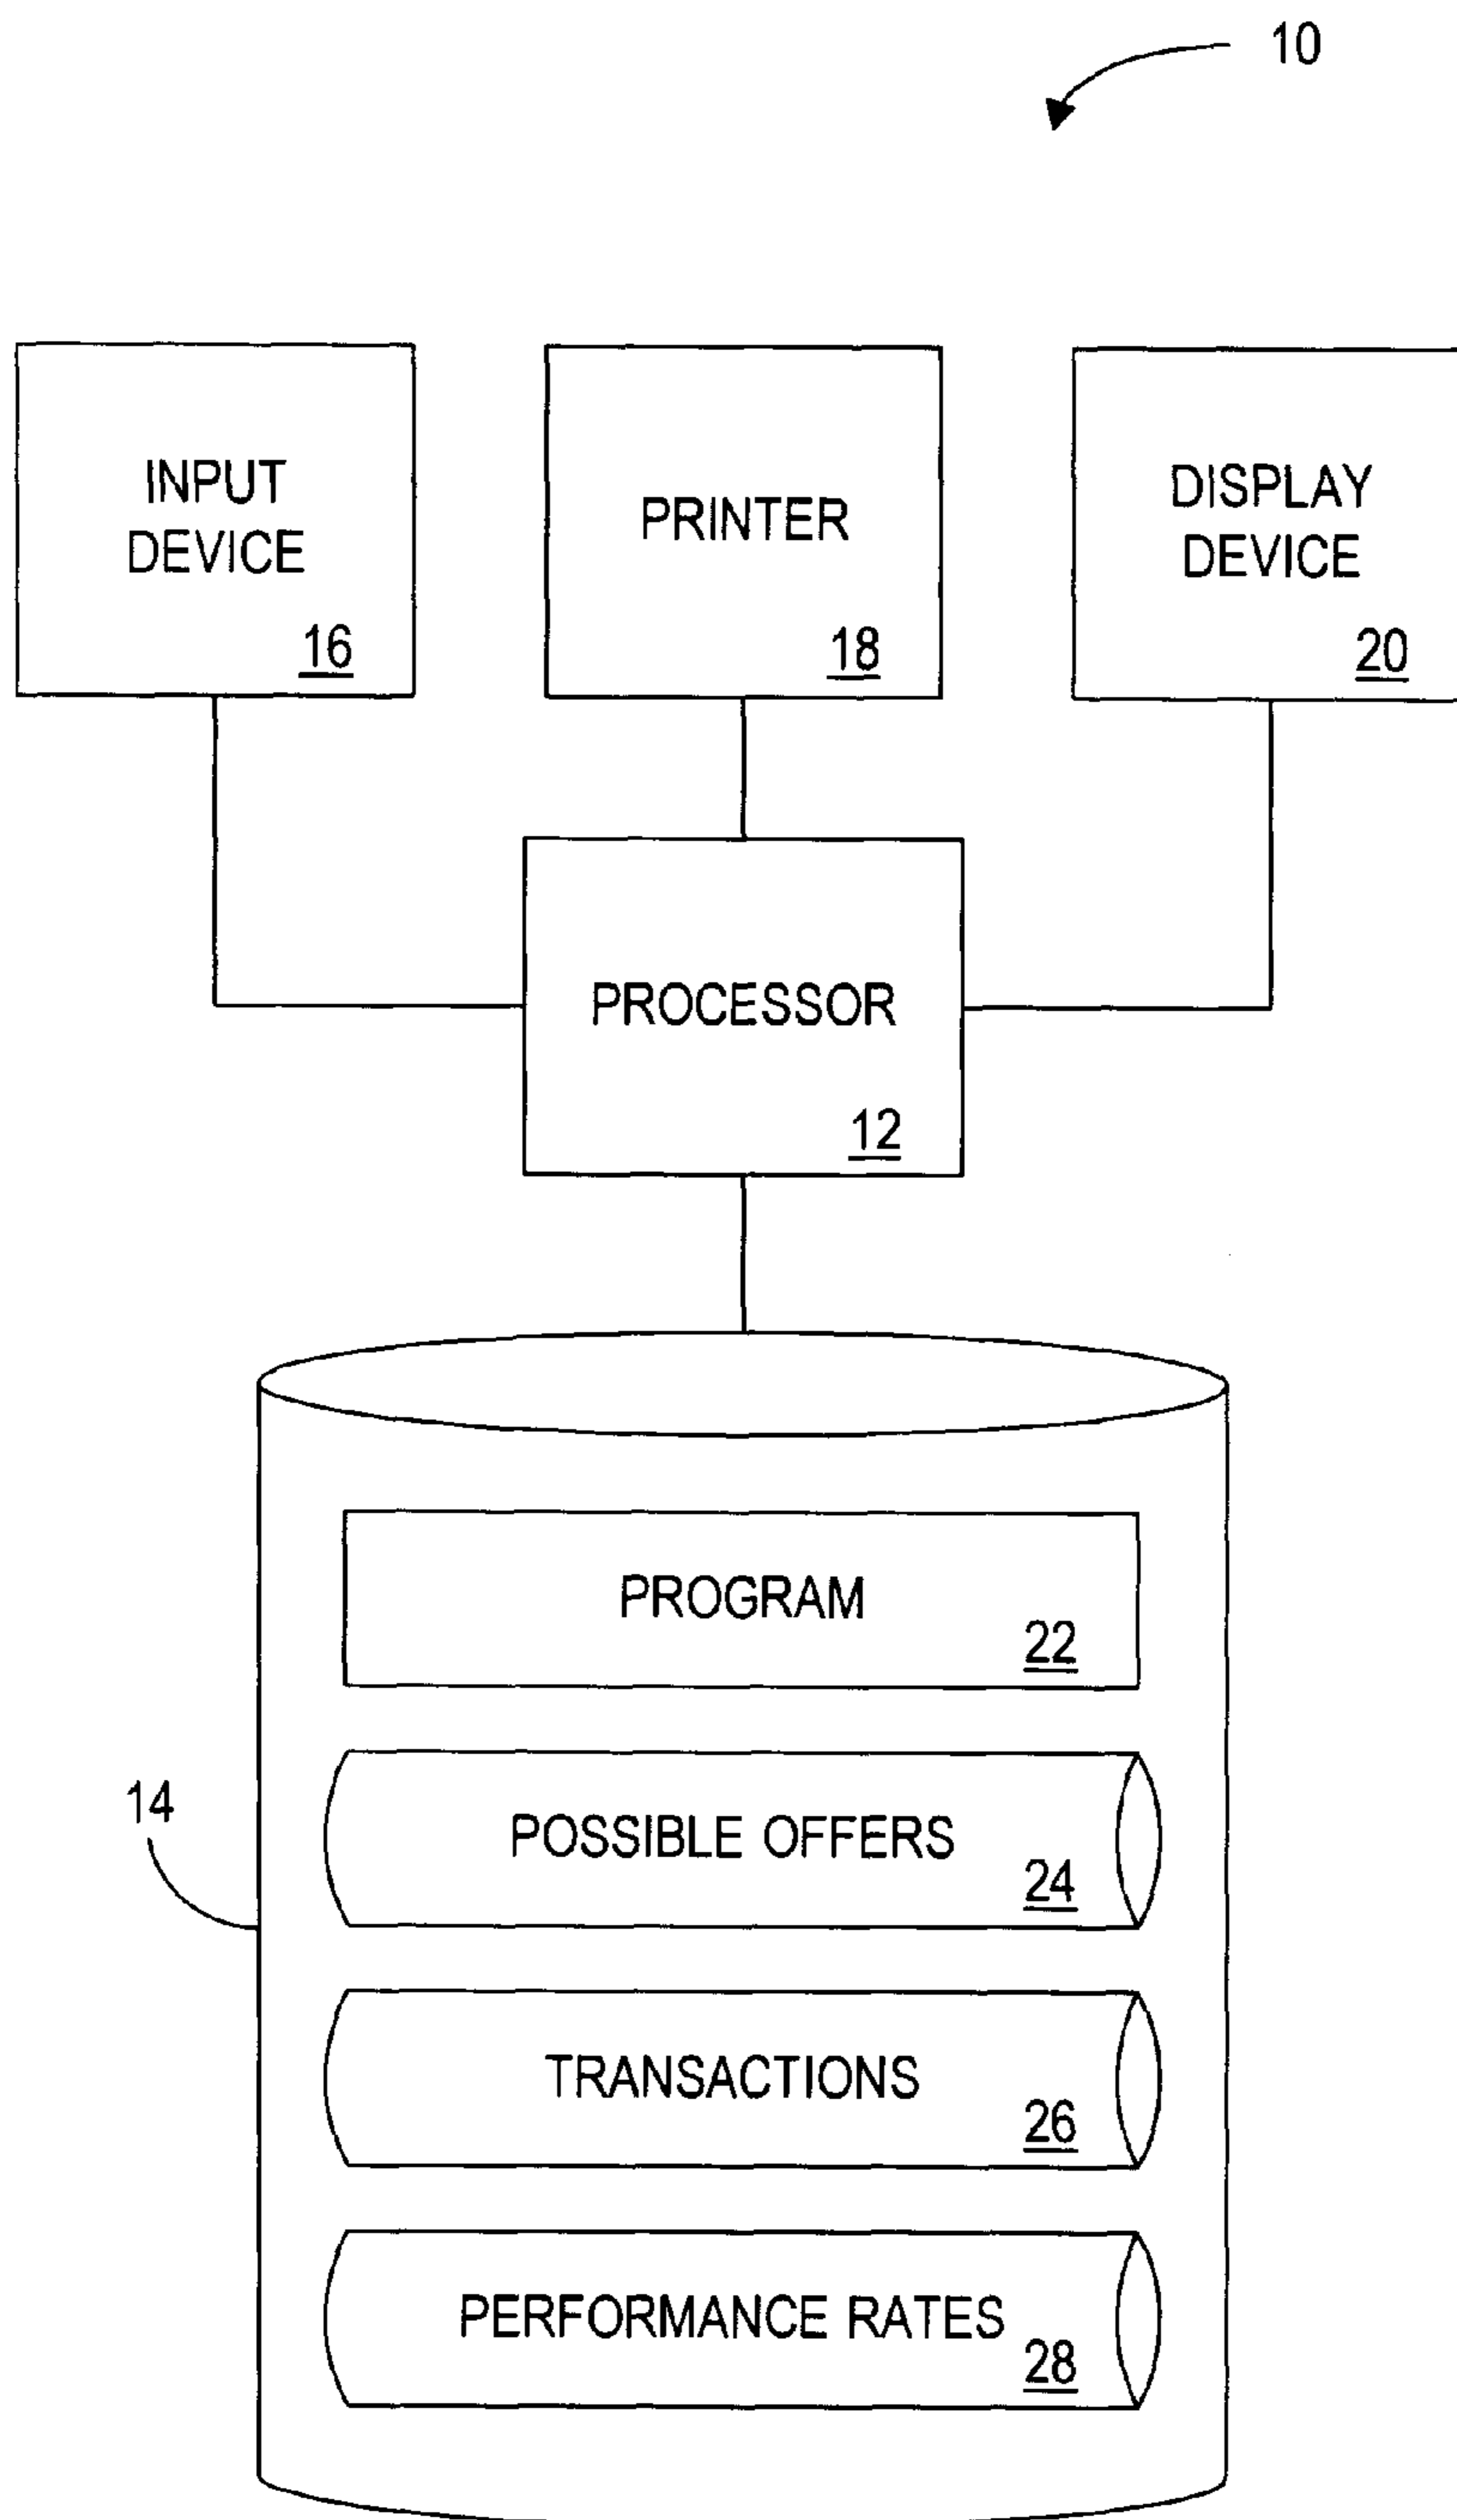 10
INPUT
DEVICE
16
PRINTER
18
DISPLAY
DEVICE
20
PROCESSOR
12
PROGRAM
22
14
POSSIBLE OFFERS
24
TRANSACTIONS
26
PERFORMANCE RATES
28